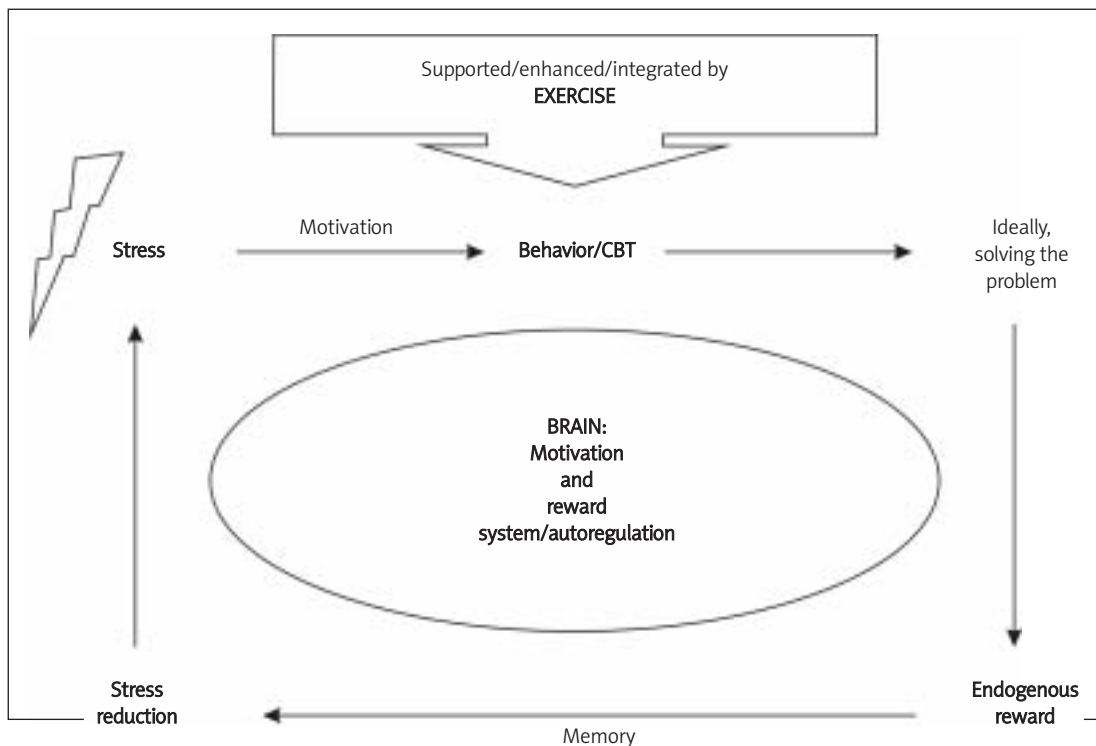 Supported/enhanced/integrated by
EXERCISE
Motivation
Stress
Behavior/CBT
Ideally,
solving the
problem
BRAIN:
Motivation
and
reward
system/autoregulation
Stress
reduction
Endogenous
reward
Memory